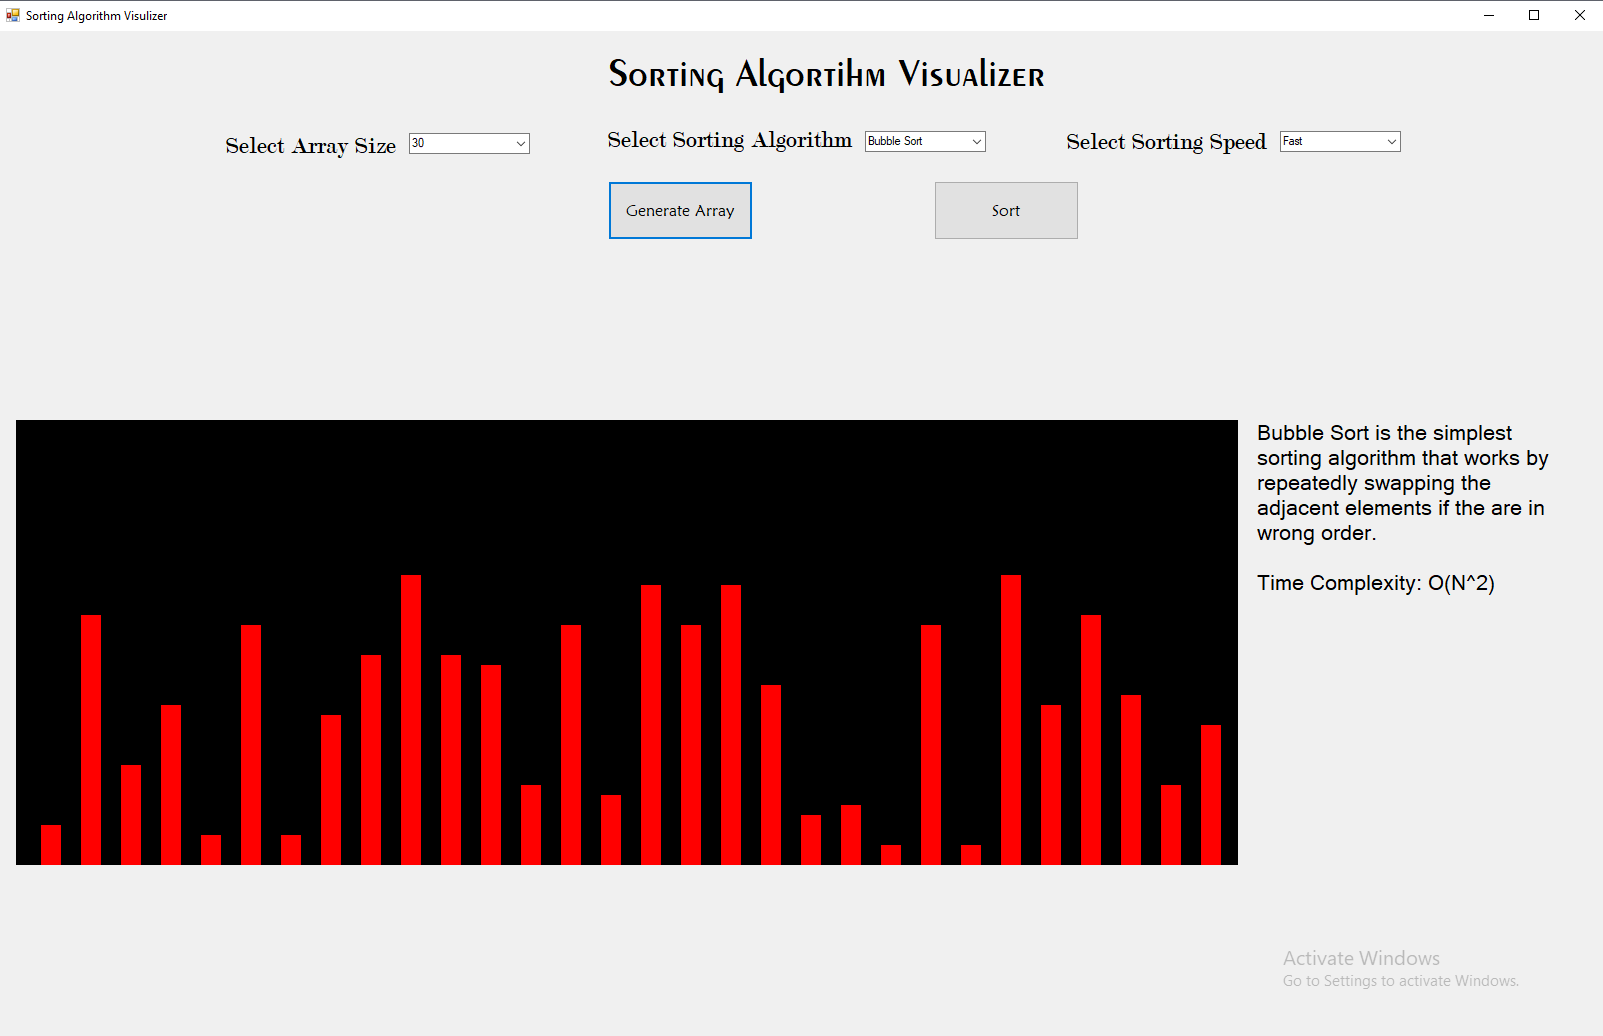 Sorting Algorithm Visulizer
Sorting Algortihm Visualizer
Select Array Size 30
Select Sorting Algorithm Bubble Sort
Select Sorting Speed Fast
Generate Array
Sort
Bubble Sort is the simplest
sorting algorithm that works by
repeatedly swapping the
adjacent elements if the are in
wrong order.
Time Complexity: O(N^2)
Activate Windows
Go to Settings to activate Windows.